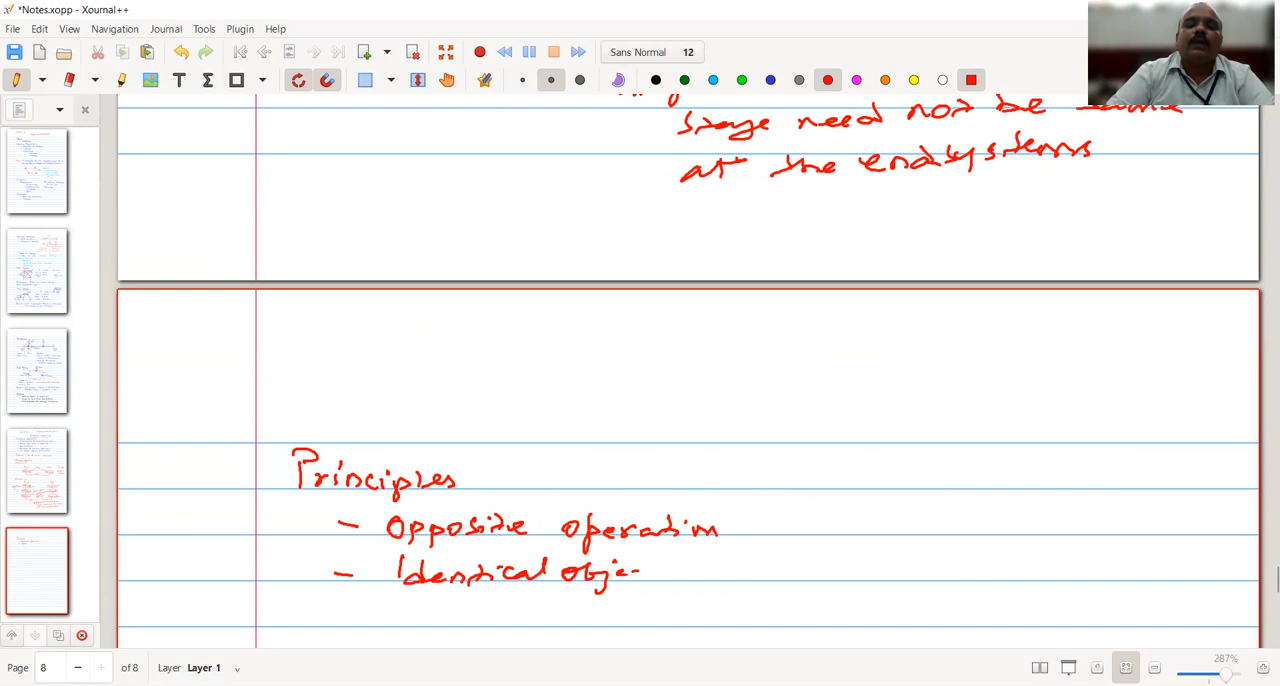 *Notes.xopp - Xournal++
File Edit View Navigation Journal Tools Plugin Help
Sans Normal 12
stage need not be
at the endsystems
Principles
- Opposite operation
- Identical obje
Page 8 of 8 Layer Layer 1
287%